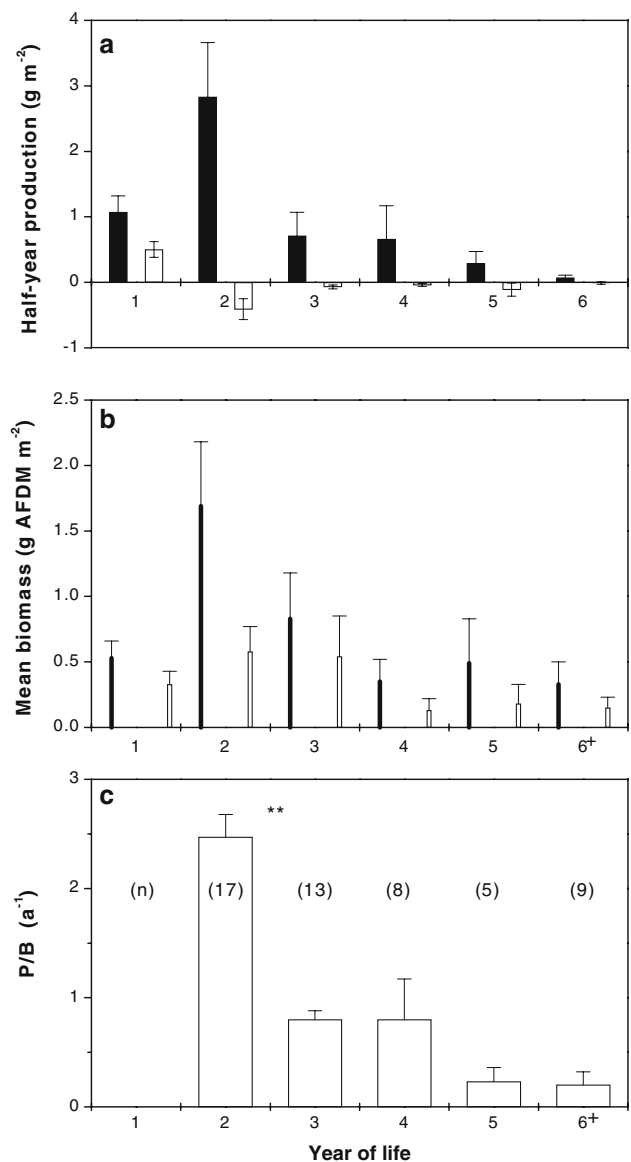 a
Half-year production (g m⁻²)
4
3
2
1
0
-1
1 2 3 4 5 6
b
Mean biomass (g AFDM m⁻²)
2.5
2.0
1.5
1.0
0.5
0.0
1 2 3 4 5 6⁺
c
P/B (a⁻¹)
3
2
1
0
**
(n) (17) (13) (8) (5) (9)
1 2 3 4 5 6⁺
Year of life